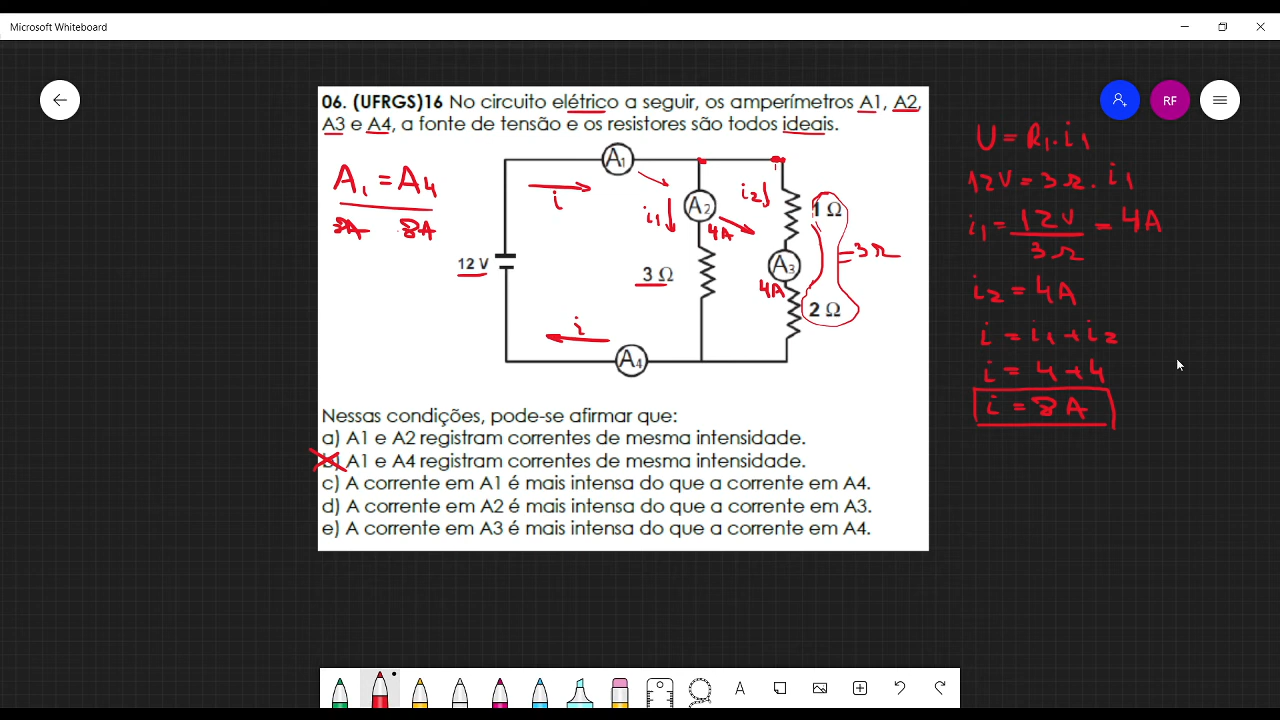 Microsoft Whiteboard
RF
06. (UFRGS)16 No circuito elétrico a seguir, os amperímetros A1, A2,
A3 e A4, a fonte de tensão e os resistores são todos ideais.
A₁ = A₄
8A 8A
A₁
i
i₁
A₂
4A
i₂
1 Ω
12 V
3 Ω
A₃
4A
= 3Ω
2 Ω
i
A₄
Nessas condições, pode-se afirmar que:
a) A1 e A2 registram correntes de mesma intensidade.
b) A1 e A4 registram correntes de mesma intensidade.
c) A corrente em A1 é mais intensa do que a corrente em A4.
d) A corrente em A2 é mais intensa do que a corrente em A3.
e) A corrente em A3 é mais intensa do que a corrente em A4.
U = R₁.i₁
12V = 3Ω . i₁
i₁ = 12V / 3Ω = 4A
i₂ = 4A
i = i₁ + i₂
i = 4 + 4
i = 8A